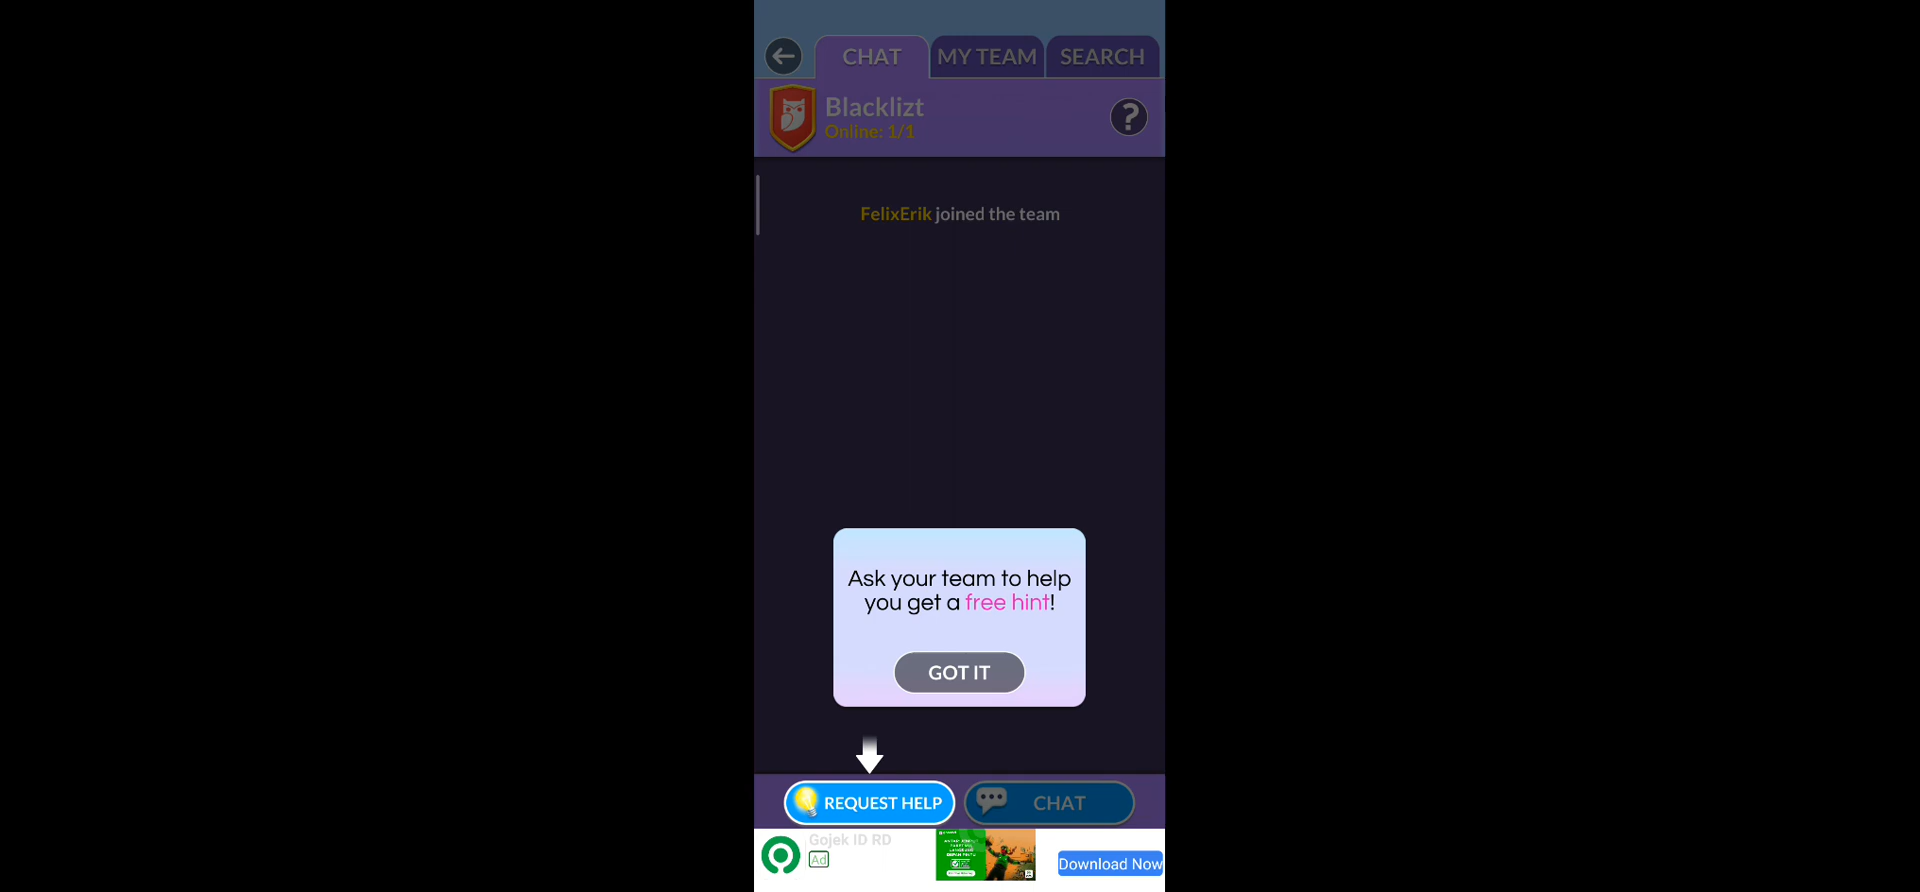 CHAT
MY TEAM
SEARCH
Blacklizt
Online: 1/1
?
FelixErik joined the team
Ask your team to help
you get a free hint!
GOT IT
REQUEST HELP
CHAT
Gojek ID RD
Ad
Download Now